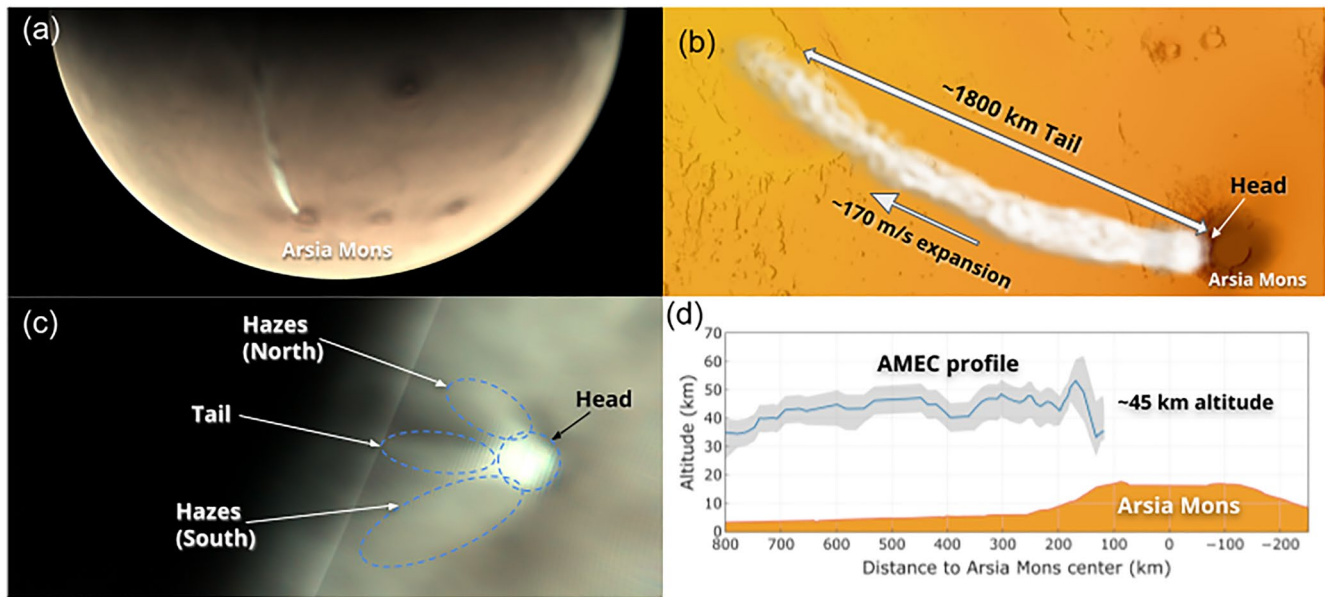 (a)
Arsia Mons
(b)
~1800 km Tail
~170 m/s expansion
Head
Arsia Mons
(c)
Hazes
(North)
Tail
Head
Hazes
(South)
(d)
AMEC profile
~45 km altitude
Arsia Mons
Altitude (km)
70
60
50
40
30
20
10
0
800 700 600 500 400 300 200 100 0 −100 −200
Distance to Arsia Mons center (km)